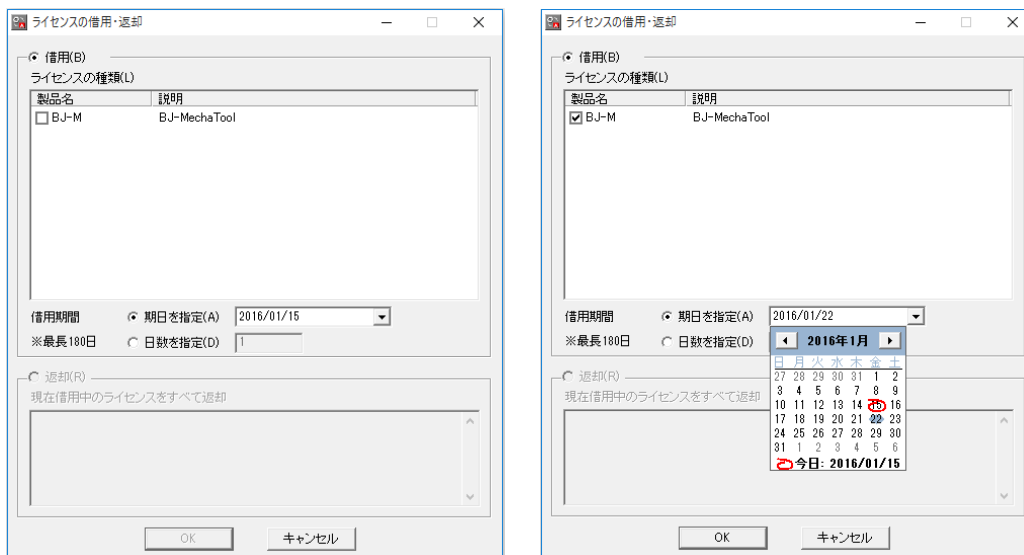 ライセンスの借用・返却
借用(B)
ライセンスの種類(L)
製品名 説明
BJ-M BJ-MechaTool
借用期間 期日を指定(A) 2016/01/15
※最長180日 日数を指定(D) 1
返却(R)
現在借用中のライセンスをすべて返却
OK キャンセル
ライセンスの借用・返却
借用(B)
ライセンスの種類(L)
製品名 説明
BJ-M BJ-MechaTool
借用期間 期日を指定(A) 2016/01/22
※最長180日 日数を指定(D)
2016年1月
日 月 火 水 木 金 土
27 28 29 30 31 1 2
3 4 5 6 7 8 9
10 11 12 13 14 15 16
17 18 19 20 21 22 23
24 25 26 27 28 29 30
31 1 2 3 4 5 6
今日: 2016/01/15
返却(R)
現在借用中のライセンスをすべて返却
OK キャンセル